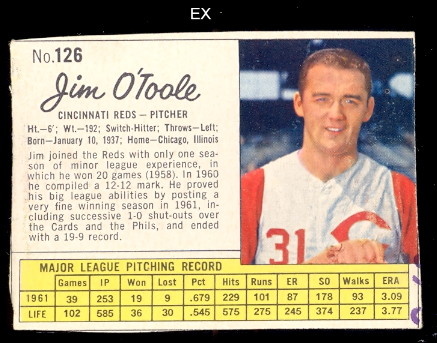 EX
No. 126
Jim O'Toole
CINCINNATI REDS — PITCHER
Ht.—6'; Wt.—192; Switch-Hitter; Throws—Left;
Born—January 10, 1937; Home—Chicago, Illinois
Jim joined the Reds with only one sea-
son of minor league experience, in
which he won 20 games (1958). In 1960
he compiled a 12-12 mark. He proved
his big league abilities by posting a
very fine winning season in 1961, in-
cluding successive 1-0 shut-outs over
the Cards and the Phils, and ended
with a 19-9 record.
31 C
MAJOR LEAGUE PITCHING RECORD
Games IP Won Lost Pct Hits Runs ER SO Walks ERA
1961 39 253 19 9 .679 229 101 87 178 93 3.09
LIFE 102 585 36 30 .545 575 275 245 374 237 3.77